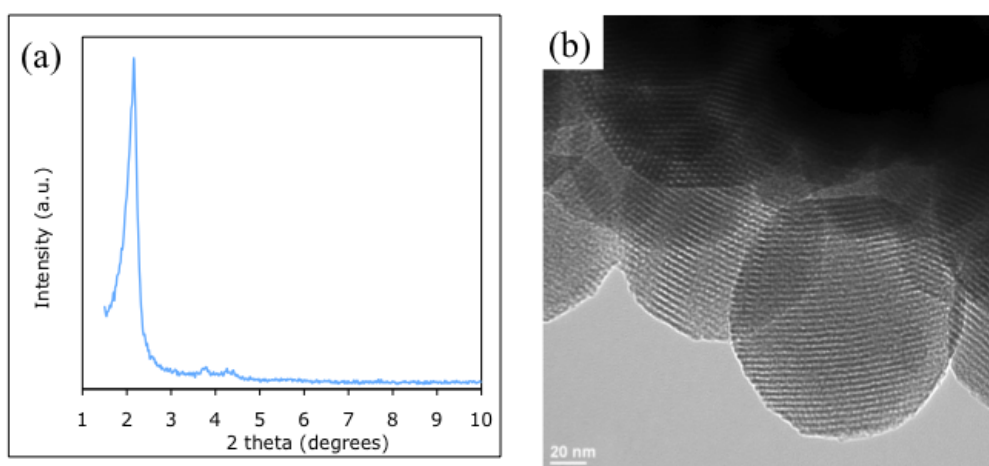 (a)
Intensity (a.u.)
1 2 3 4 5 6 7 8 9 10
2 theta (degrees)
(b)
20 nm